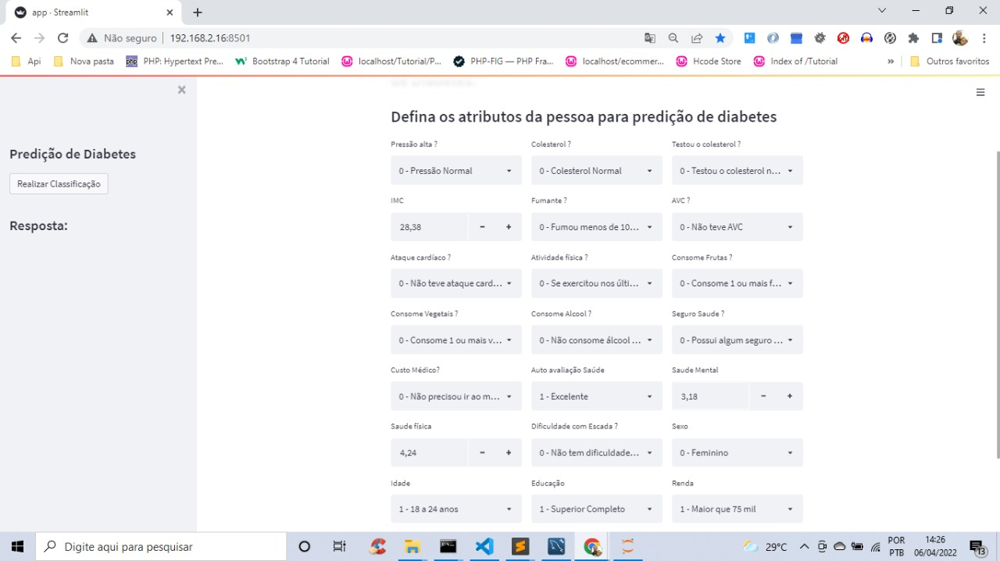 app · Streamlit
Não seguro | 192.168.2.16:8501
Api Nova pasta PHP: Hypertext Pre... Bootstrap 4 Tutorial localhost/Tutorial/P... PHP-FIG — PHP Fra... localhost/ecommer... Hcode Store Index of /Tutorial » Outros favoritos
Predição de Diabetes
Realizar Classificação
Resposta:
de Diabetes.
Defina os atributos da pessoa para predição de diabetes
Pressão alta ? Colesterol ? Testou o colesterol ?
0 - Pressão Normal 0 - Colesterol Normal 0 - Testou o colesterol n...
IMC Fumante ? AVC ?
28,38 0 - Fumou menos de 10... 0 - Não teve AVC
Ataque cardíaco ? Atividade física ? Consome Frutas ?
0 - Não teve ataque card... 0 - Se exercitou nos últi... 0 - Consome 1 ou mais f...
Consome Vegetais ? Consome Alcool ? Seguro Saude ?
0 - Consome 1 ou mais v... 0 - Não consome álcool ... 0 - Possui algum seguro ...
Custo Médico? Auto avaliação Saúde Saude Mental
0 - Não precisou ir ao m... 1 - Excelente 3,18
Saude física Dificuldade com Escada ? Sexo
4,24 0 - Não tem dificuldade... 0 - Feminino
Idade Educação Renda
1 - 18 a 24 anos 1 - Superior Completo 1 - Maior que 75 mil
Digite aqui para pesquisar
29°C
POR
PTB
14:26
06/04/2022
13